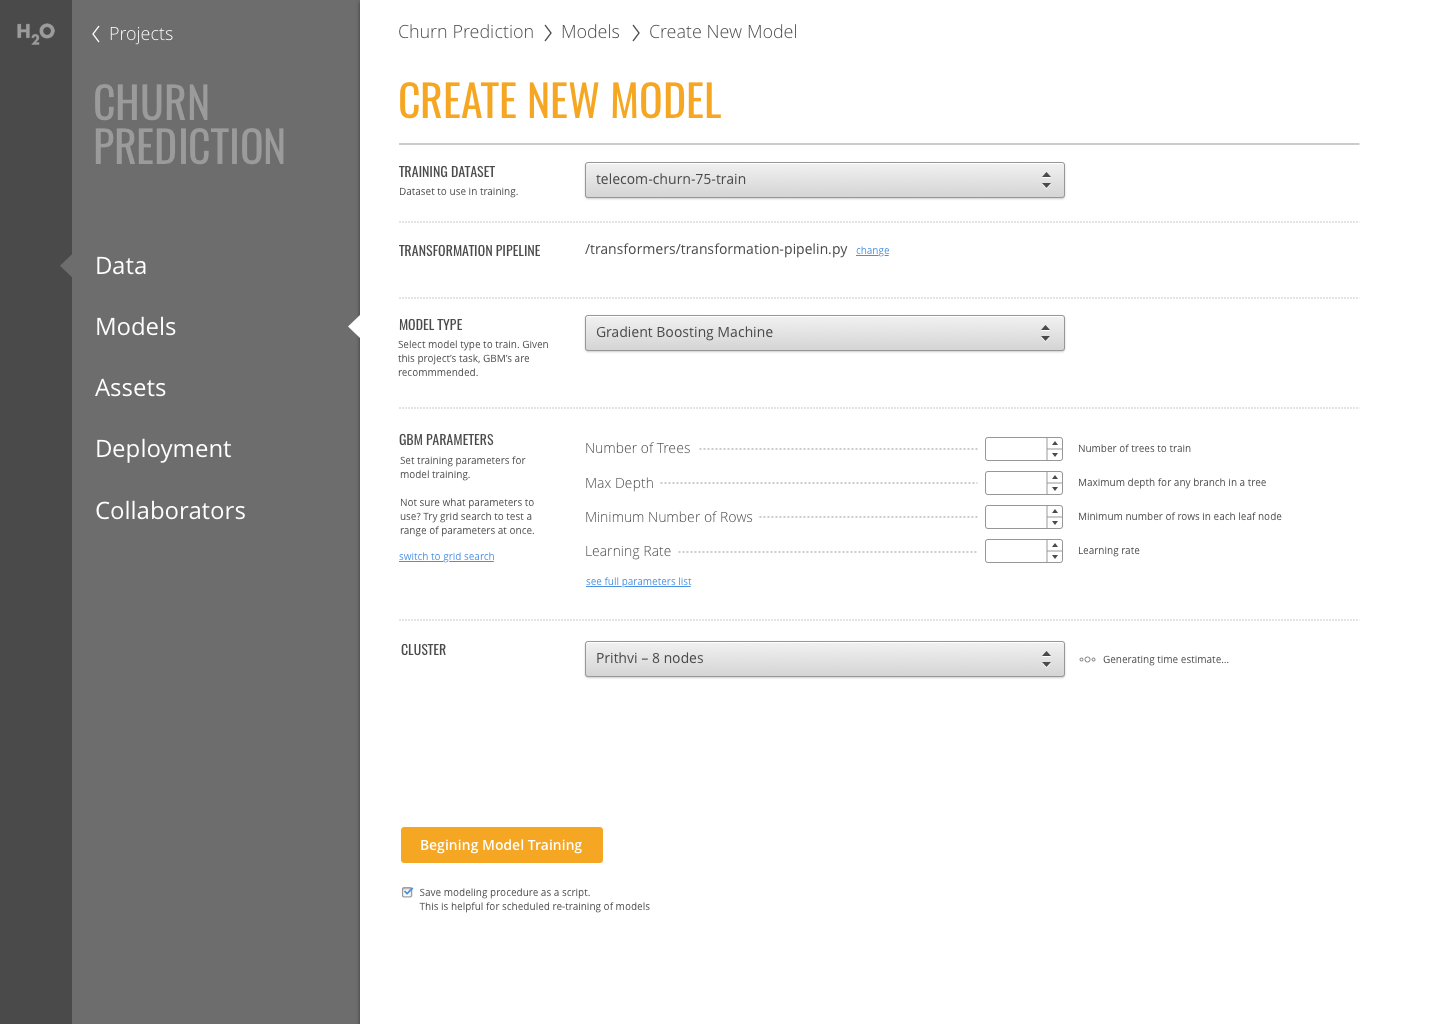 H2O
Projects
CHURN
PREDICTION
Data
Models
Assets
Deployment
Collaborators
Churn Prediction
Models
Create New Model
CREATE NEW MODEL
TRAINING DATASET
Dataset to use in training.
telecom-churn-75-train
TRANSFORMATION PIPELINE
/transformers/transformation-pipelin.py change
MODEL TYPE
Select model type to train. Given
this project's task, GBM's are
recommmended.
Gradient Boosting Machine
GBM PARAMETERS
Set training parameters for
model training.
Not sure what parameters to
use? Try grid search to test a
range of parameters at once.
switch to grid search
Number of Trees
Number of trees to train
Max Depth
Maximum depth for any branch in a tree
Minimum Number of Rows
Minimum number of rows in each leaf node
Learning Rate
Learning rate
see full parameters list
CLUSTER
Prithvi – 8 nodes
Generating time estimate...
Begining Model Training
Save modeling procedure as a script.
This is helpful for scheduled re-training of models